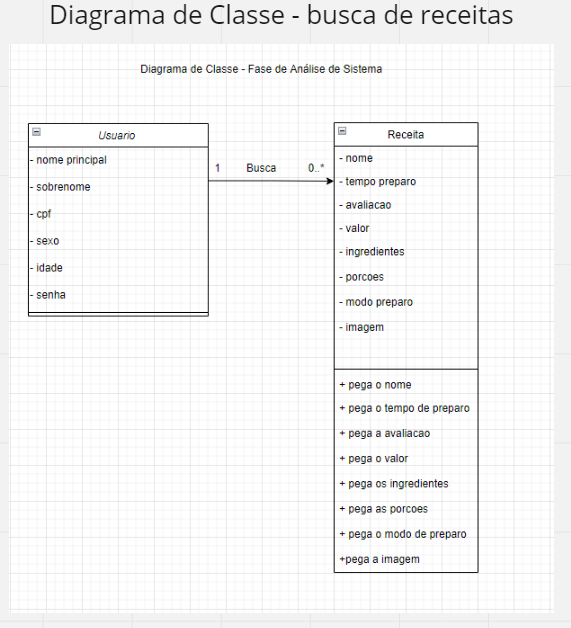 Diagrama de Classe - busca de receitas
Diagrama de Classe - Fase de Análise de Sistema
Usuario
- nome principal
- sobrenome
- cpf
- sexo
- idade
- senha
1 Busca 0..*
Receita
- nome
- tempo preparo
- avaliacao
- valor
- ingredientes
- porcoes
- modo preparo
- imagem
+ pega o nome
+ pega o tempo de preparo
+ pega a avaliacao
+ pega o valor
+ pega os ingredientes
+ pega as porcoes
+ pega o modo de preparo
+pega a imagem